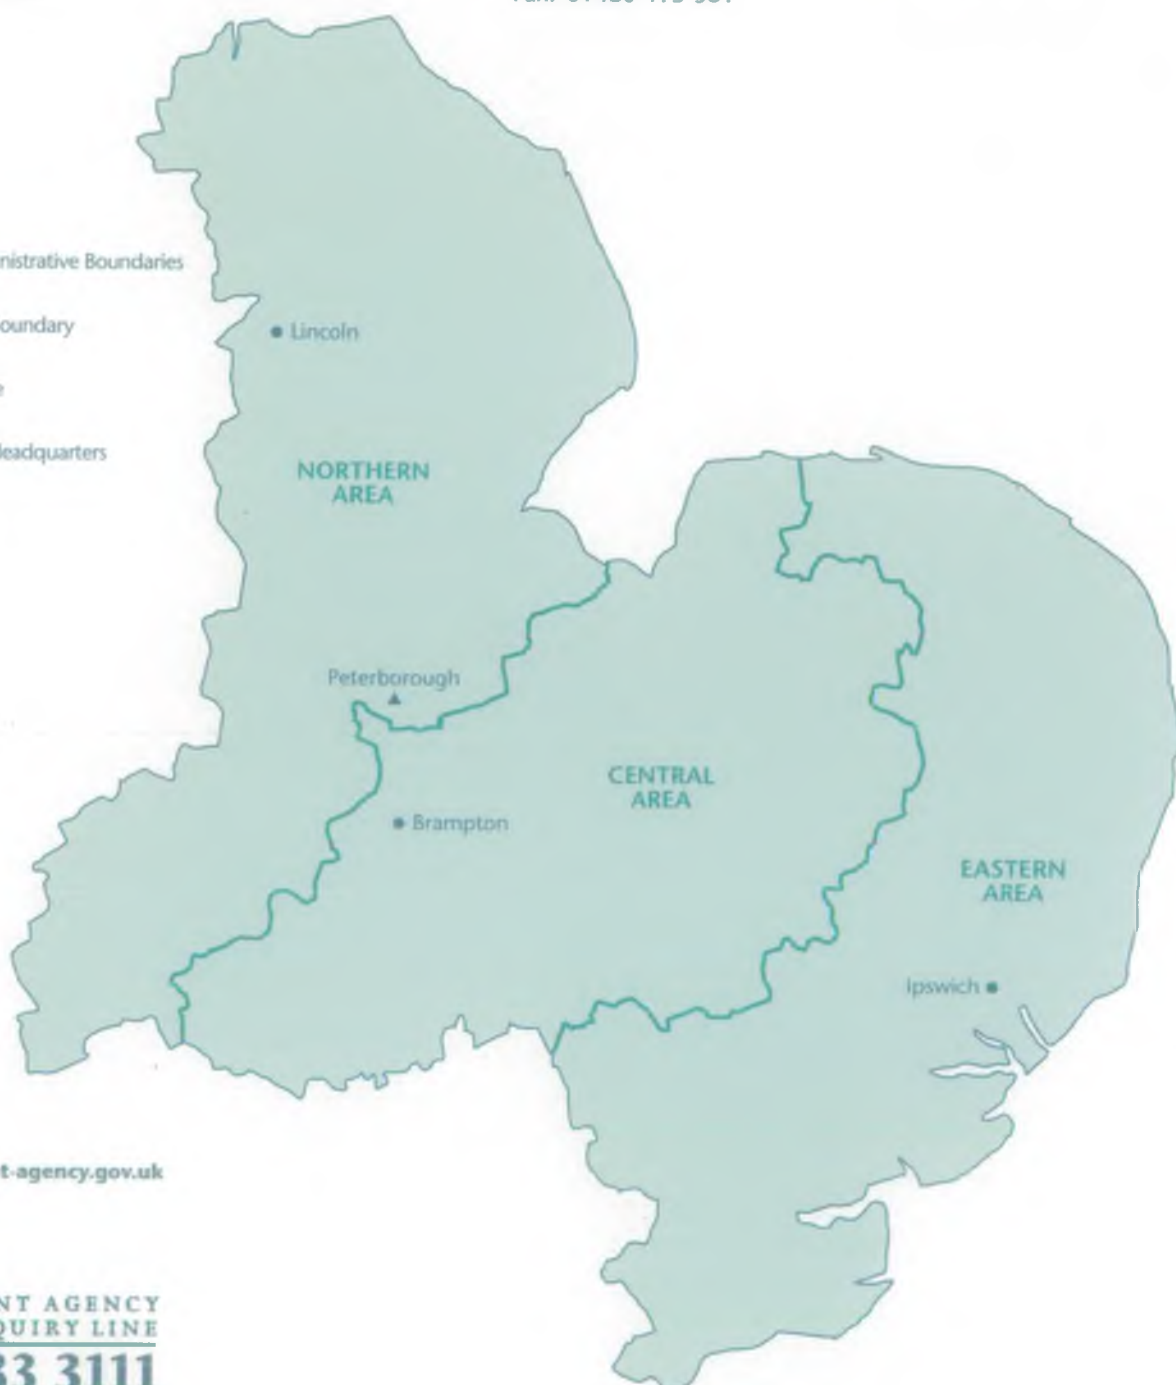 nistrative Boundaries
oundary
e
eadquarters
Lincoln
NORTHERN
AREA
Peterborough
CENTRAL
AREA
Brampton
EASTERN
AREA
Ipswich
t-agency.gov.uk
NT AGENCY
QUIRY LINE
33 3111